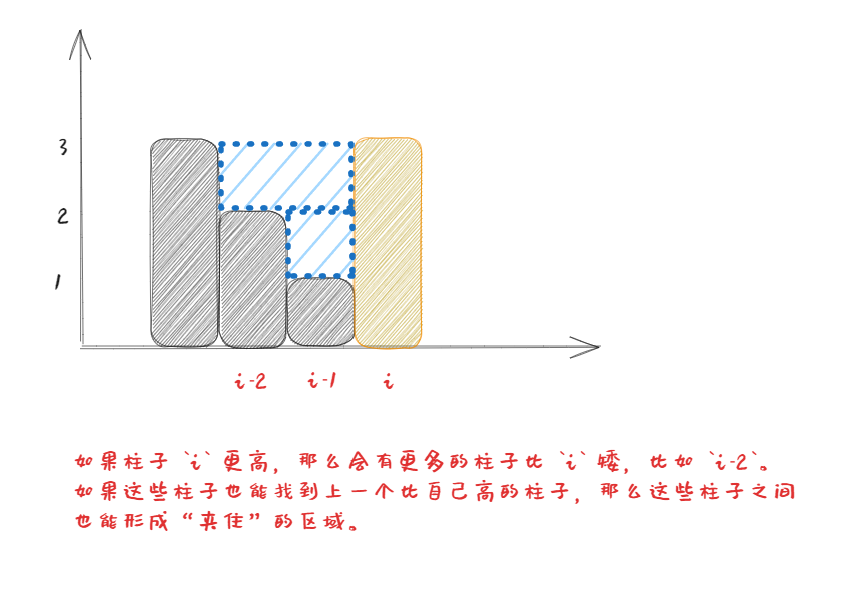 3
2
1
i-2 i-1 i
如果柱子 `i` 更高，那么会有更多的柱子比 `i` 矮，比如 `i-2`。
如果这些柱子也能找到上一个比自己高的柱子，那么这些柱子之间
也能形成“夹住”的区域。